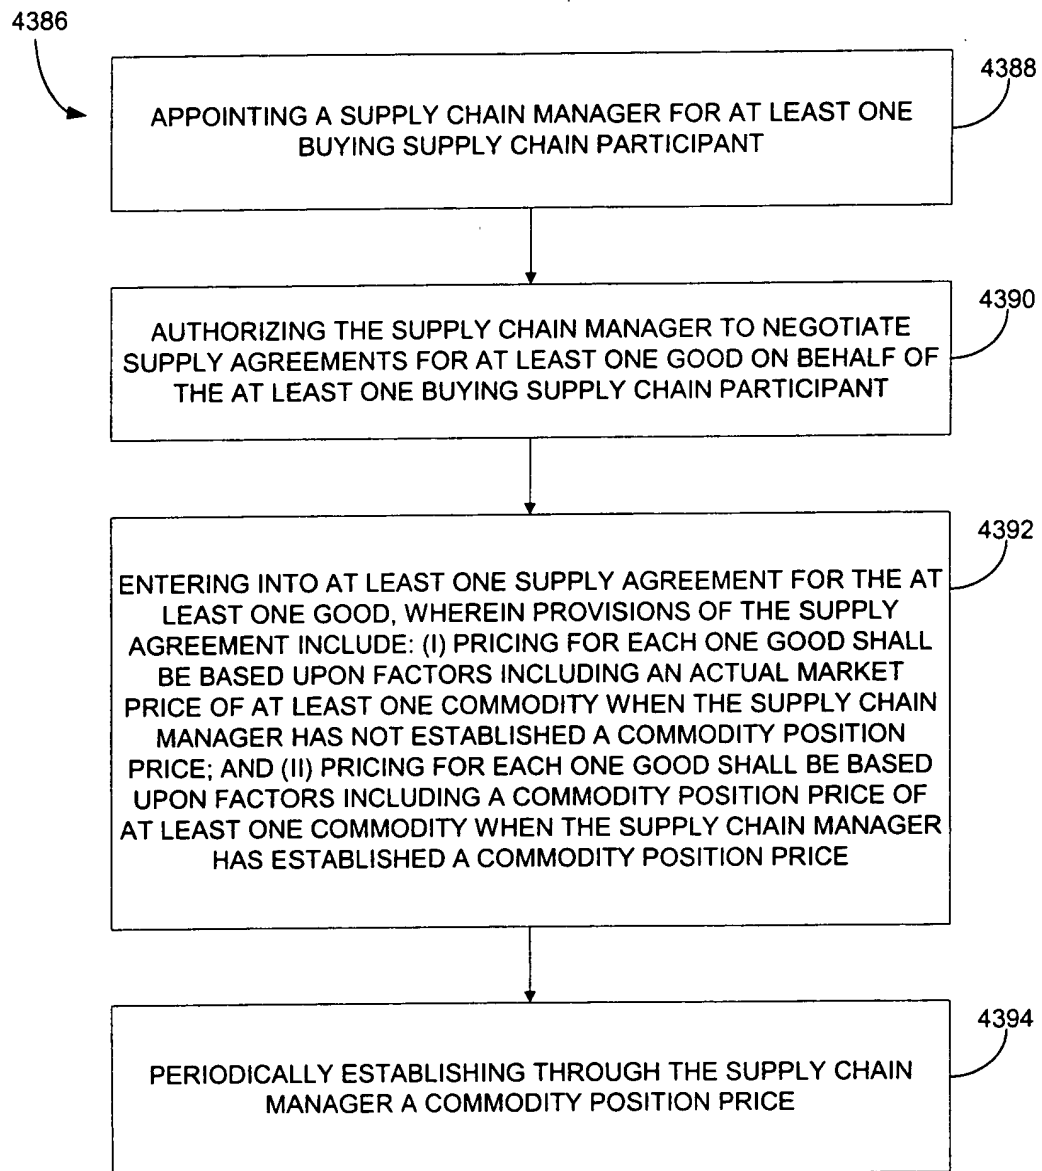 4386
4388
APPOINTING A SUPPLY CHAIN MANAGER FOR AT LEAST ONE
BUYING SUPPLY CHAIN PARTICIPANT
4390
AUTHORIZING THE SUPPLY CHAIN MANAGER TO NEGOTIATE
SUPPLY AGREEMENTS FOR AT LEAST ONE GOOD ON BEHALF OF
THE AT LEAST ONE BUYING SUPPLY CHAIN PARTICIPANT
4392
ENTERING INTO AT LEAST ONE SUPPLY AGREEMENT FOR THE AT
LEAST ONE GOOD, WHEREIN PROVISIONS OF THE SUPPLY
AGREEMENT INCLUDE: (I) PRICING FOR EACH ONE GOOD SHALL
BE BASED UPON FACTORS INCLUDING AN ACTUAL MARKET
PRICE OF AT LEAST ONE COMMODITY WHEN THE SUPPLY CHAIN
MANAGER HAS NOT ESTABLISHED A COMMODITY POSITION
PRICE; AND (II) PRICING FOR EACH ONE GOOD SHALL BE BASED
UPON FACTORS INCLUDING A COMMODITY POSITION PRICE OF
AT LEAST ONE COMMODITY WHEN THE SUPPLY CHAIN MANAGER
HAS ESTABLISHED A COMMODITY POSITION PRICE
4394
PERIODICALLY ESTABLISHING THROUGH THE SUPPLY CHAIN
MANAGER A COMMODITY POSITION PRICE